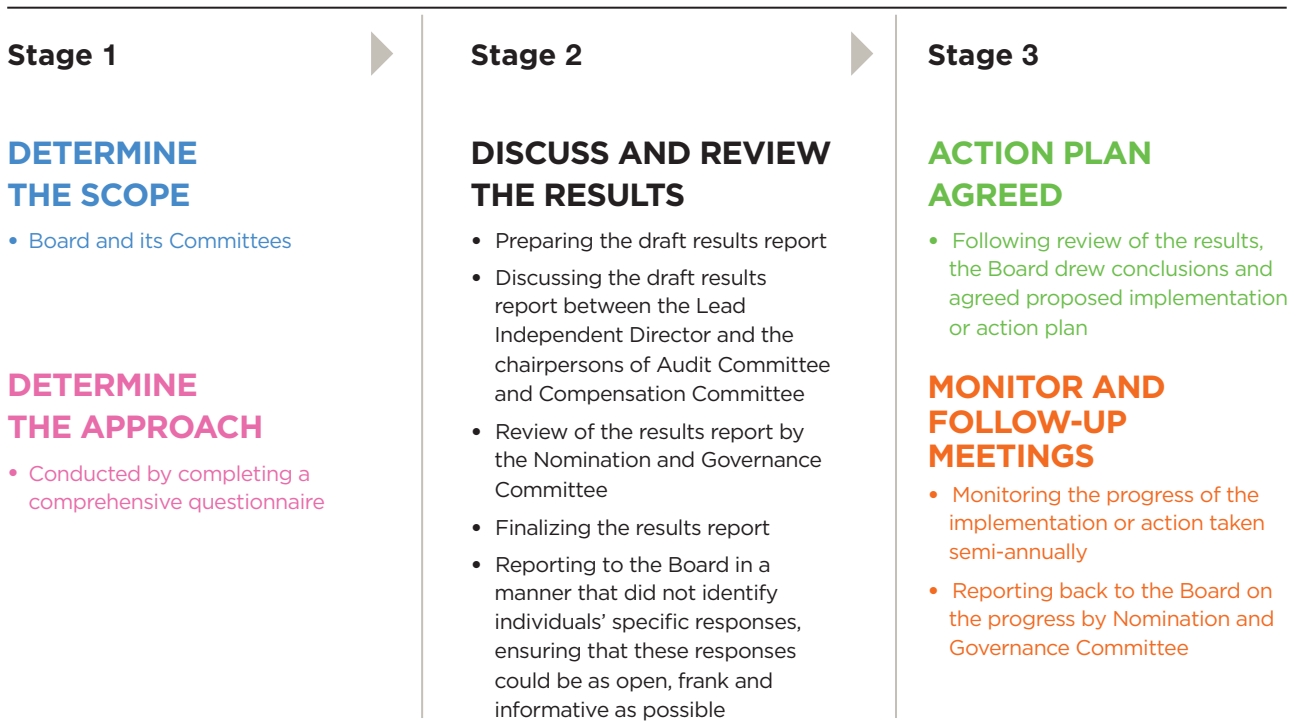 Stage 1
DETERMINE
THE SCOPE
• Board and its Committees
DETERMINE
THE APPROACH
• Conducted by completing a
comprehensive questionnaire
Stage 2
DISCUSS AND REVIEW
THE RESULTS
• Preparing the draft results report
• Discussing the draft results
report between the Lead
Independent Director and the
chairpersons of Audit Committee
and Compensation Committee
• Review of the results report by
the Nomination and Governance
Committee
• Finalizing the results report
• Reporting to the Board in a
manner that did not identify
individuals’ specific responses,
ensuring that these responses
could be as open, frank and
informative as possible
Stage 3
ACTION PLAN
AGREED
• Following review of the results,
the Board drew conclusions and
agreed proposed implementation
or action plan
MONITOR AND
FOLLOW-UP
MEETINGS
• Monitoring the progress of the
implementation or action taken
semi-annually
• Reporting back to the Board on
the progress by Nomination and
Governance Committee